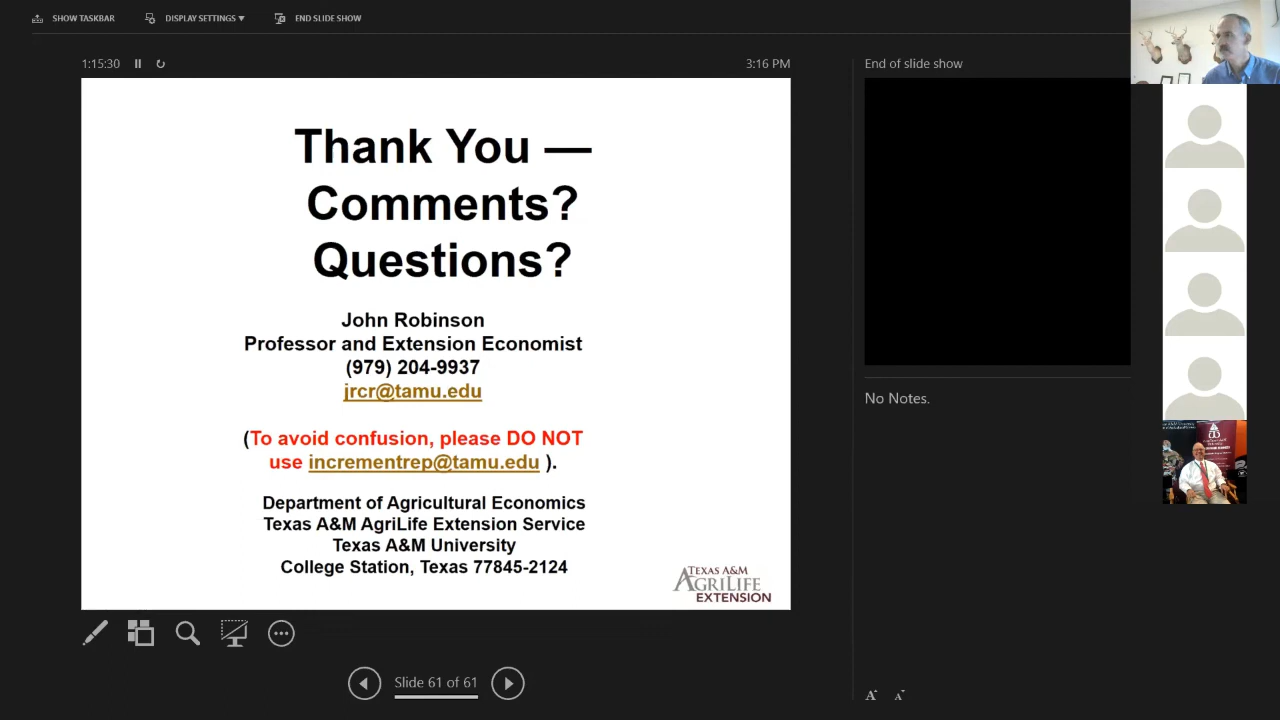 SHOW TASKBAR
DISPLAY SETTINGS ▾
END SLIDE SHOW
1:15:30
3:16 PM
End of slide show
Thank You —
Comments?
Questions?
John Robinson
Professor and Extension Economist
(979) 204-9937
jrcr@tamu.edu
(To avoid confusion, please DO NOT
use incrementrep@tamu.edu ).
Department of Agricultural Economics
Texas A&M AgriLife Extension Service
Texas A&M University
College Station, Texas 77845-2124
TEXAS A&M
AGRILIFE
EXTENSION
No Notes.
Slide 61 of 61
A A